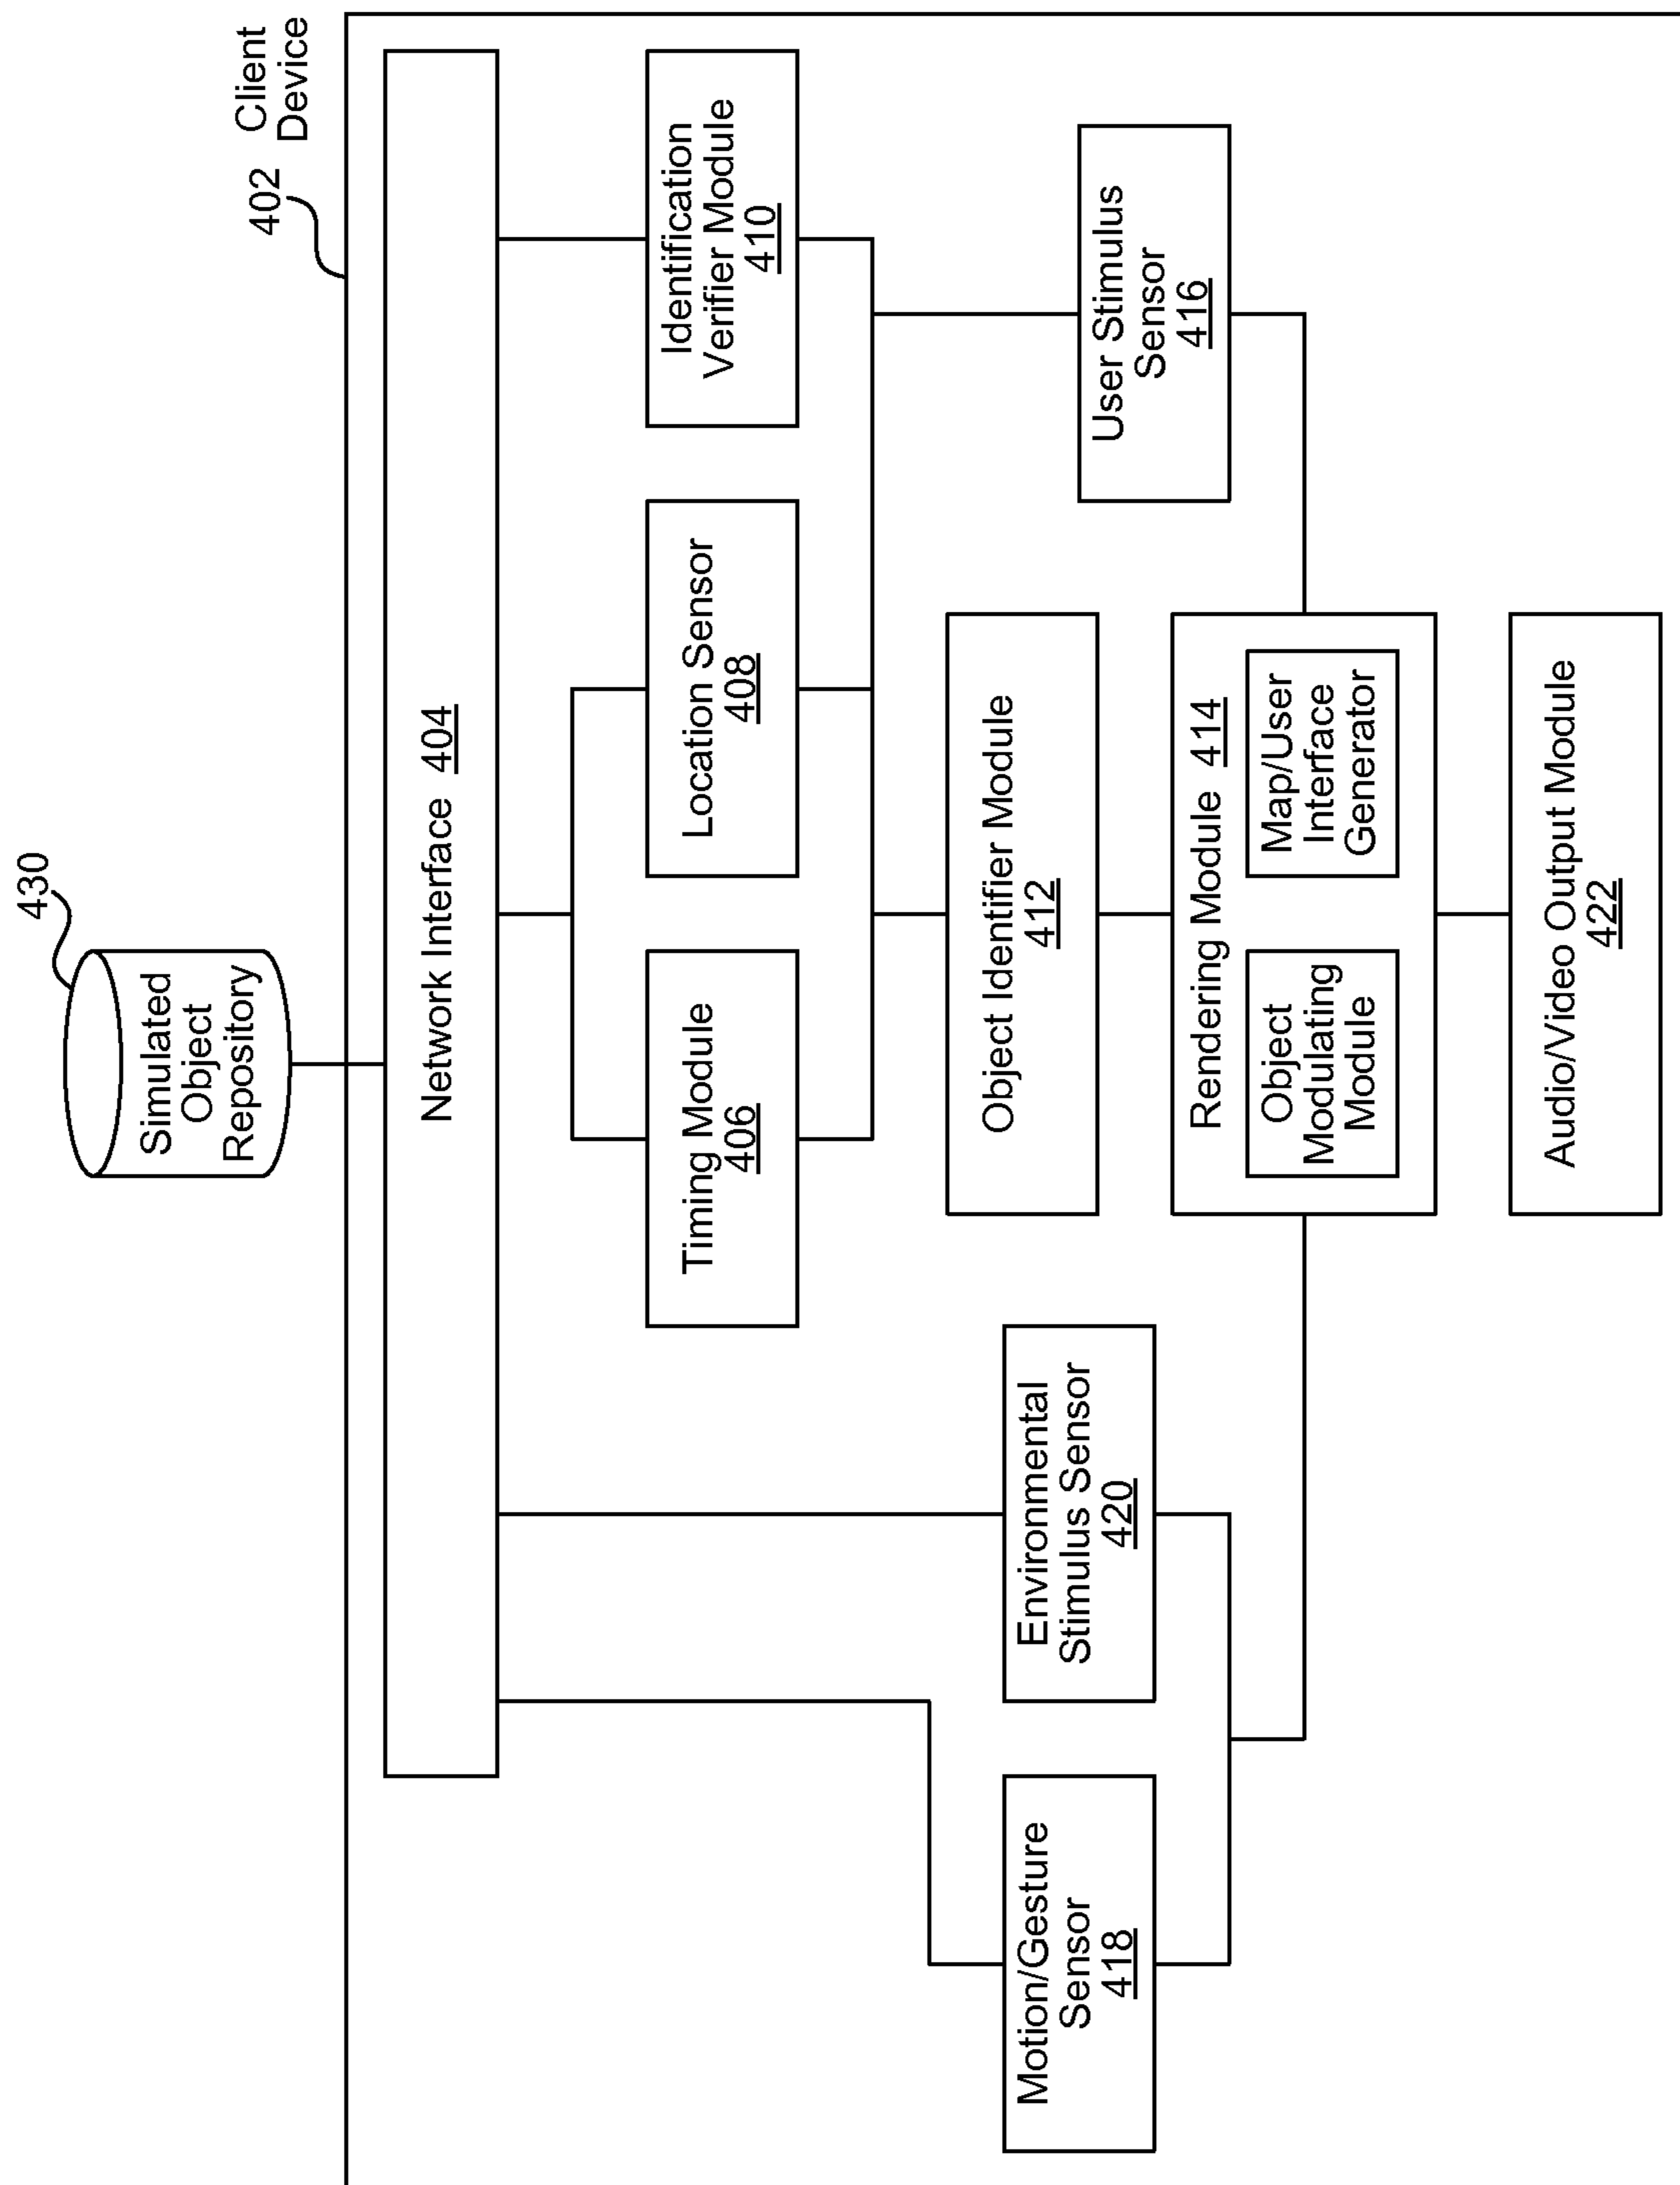 430
Simulated
Object
Repository
402
Client
Device
Network Interface 404
Timing Module
406
Location Sensor
408
Identification
Verifier Module
410
Motion/Gesture
Sensor
418
Environmental
Stimulus Sensor
420
Object Identifier Module
412
User Stimulus
Sensor
416
Rendering Module 414
Object
Modulating
Module
Map/User
Interface
Generator
Audio/Video Output Module
422